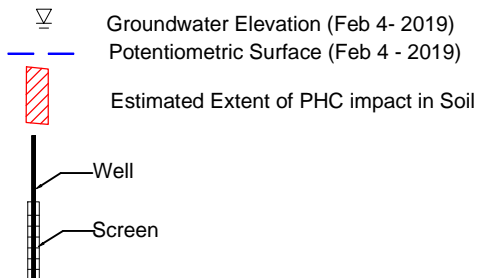 Groundwater Elevation (Feb 4- 2019)
Potentiometric Surface (Feb 4 - 2019)
Estimated Extent of PHC impact in Soil
Well
Screen